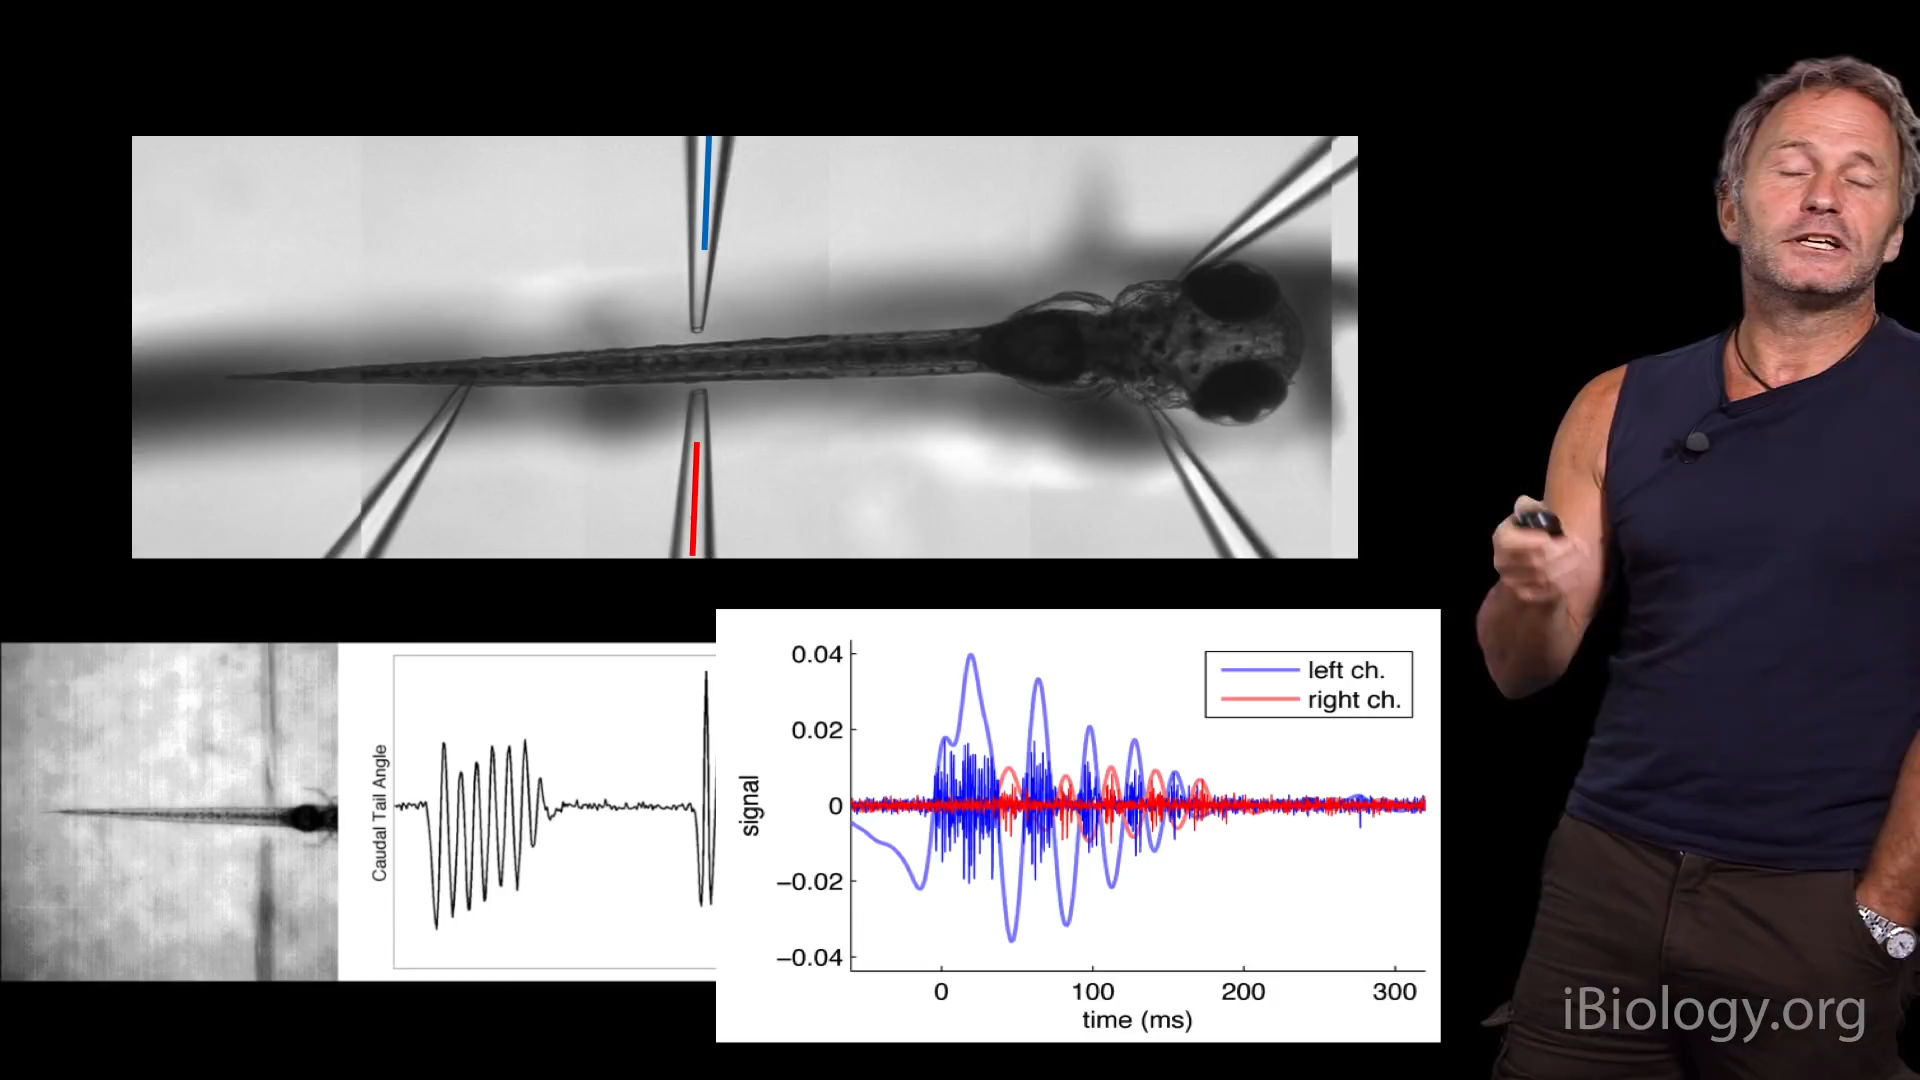 Caudal Tail Angle
signal
0.04
0.02
0
−0.02
−0.04
left ch.
right ch.
0
100
200
300
time (ms)
iBiology.org